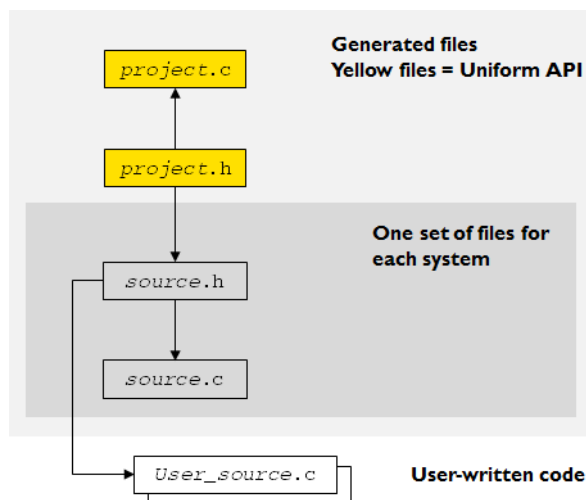 Generated files
Yellow files = Uniform API
project.c
project.h
One set of files for
each system
source.h
source.c
User_source.c
User-written code